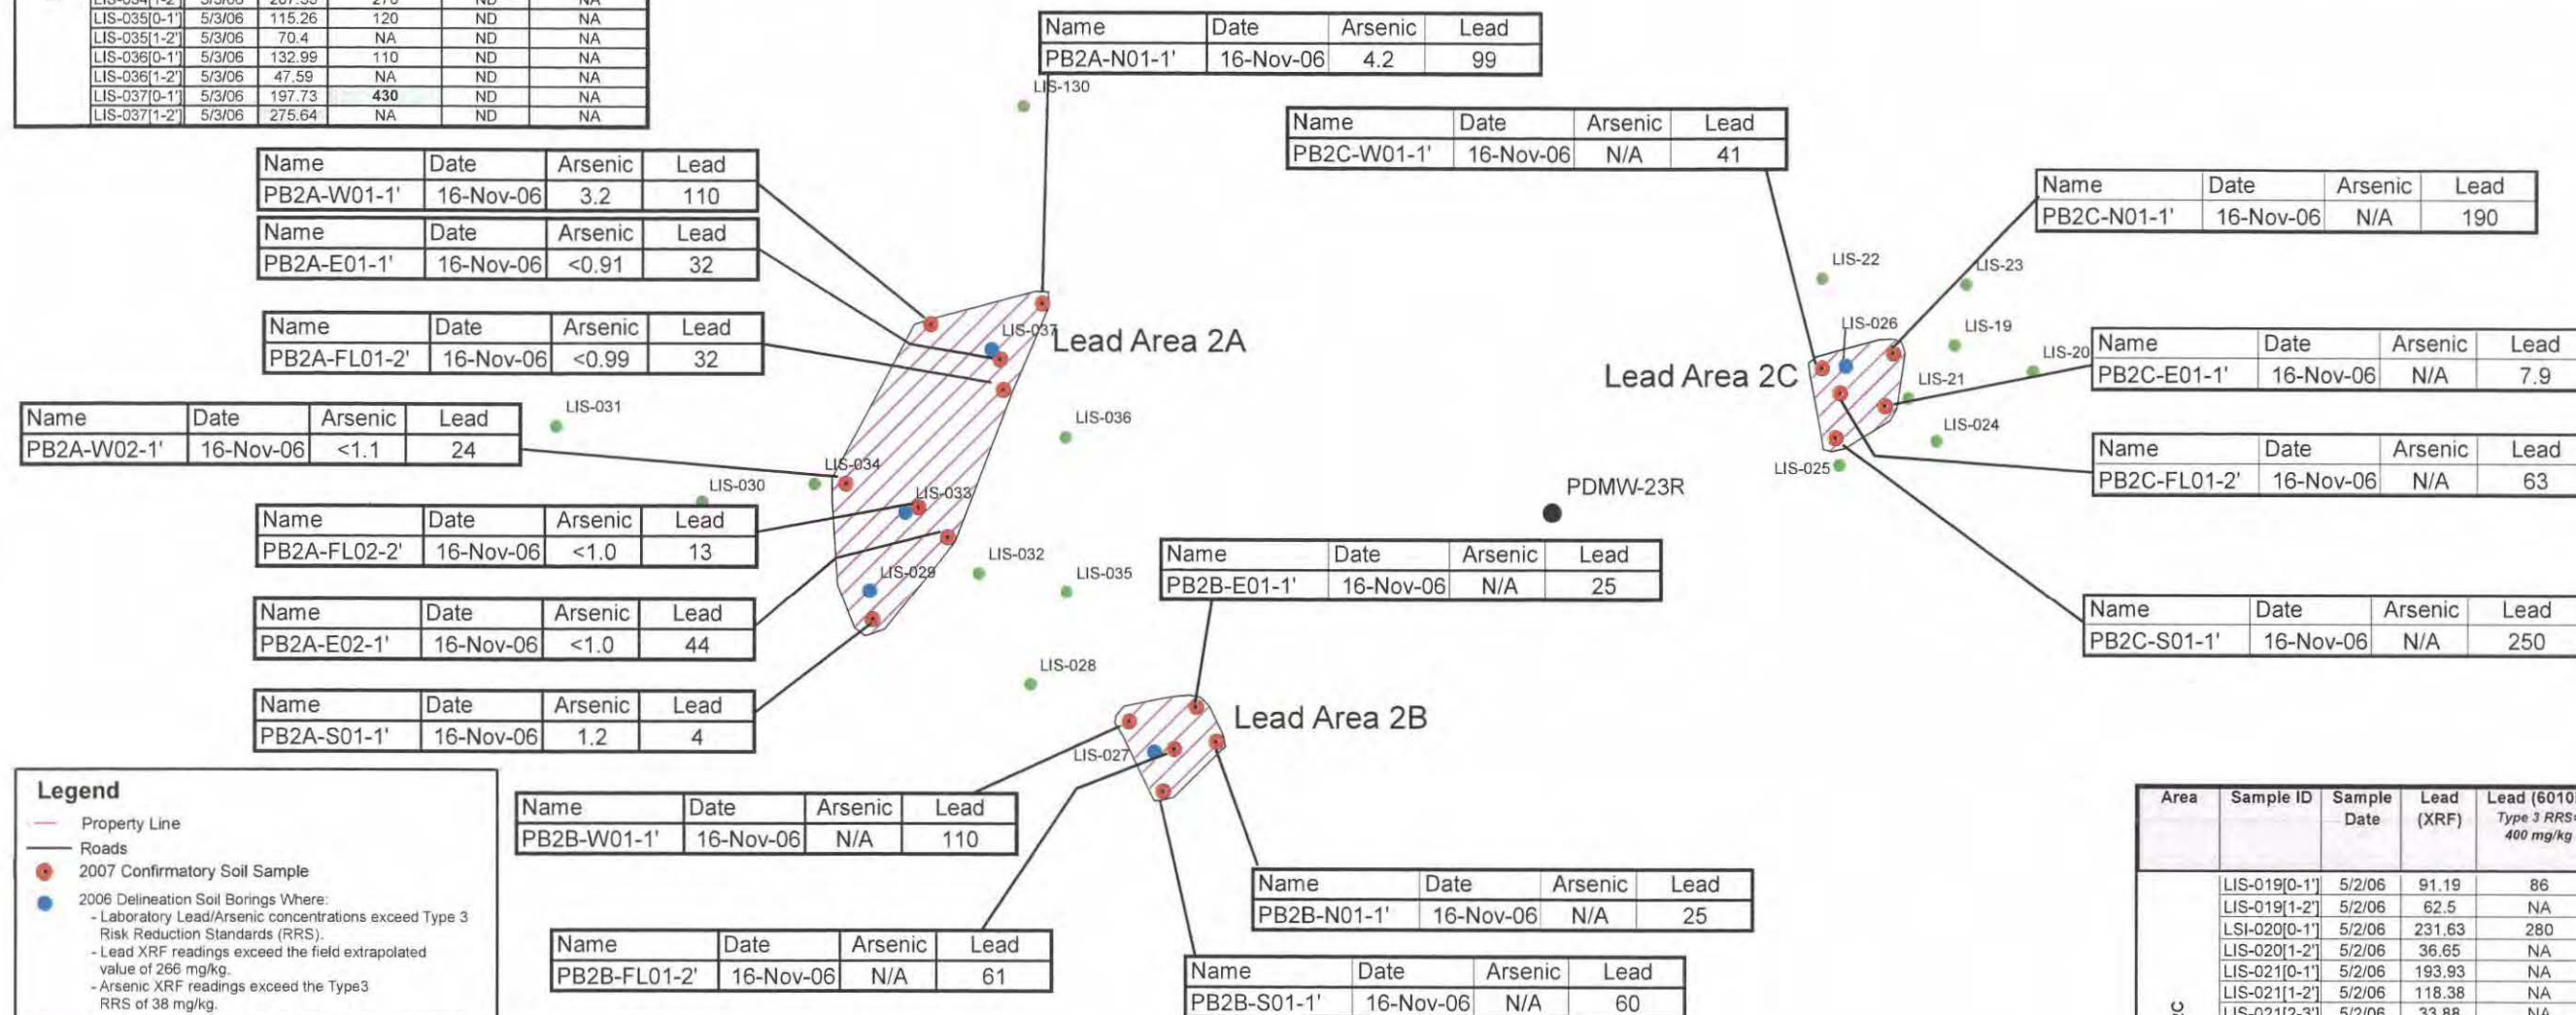 LIS-034[1-2'] 5/3/06 267.55 270 ND NA
LIS-035[0-1'] 5/3/06 115.26 120 ND NA
LIS-035[1-2'] 5/3/06 70.4 NA ND NA
LIS-036[0-1'] 5/3/06 132.99 110 ND NA
LIS-036[1-2'] 5/3/06 47.59 NA ND NA
LIS-037[0-1'] 5/3/06 197.73 430 ND NA
LIS-037[1-2'] 5/3/06 275.64 NA ND NA
Name Date Arsenic Lead
PB2A-N01-1' 16-Nov-06 4.2 99
LIS-130
Name Date Arsenic Lead
PB2A-W01-1' 16-Nov-06 3.2 110
Name Date Arsenic Lead
PB2A-E01-1' 16-Nov-06 <0.91 32
Name Date Arsenic Lead
PB2A-FL01-2' 16-Nov-06 <0.99 32
LIS-037
Lead Area 2A
Name Date Arsenic Lead
PB2A-W02-1' 16-Nov-06 <1.1 24
LIS-031
LIS-036
LIS-034
LIS-030
LIS-033
Name Date Arsenic Lead
PB2A-FL02-2' 16-Nov-06 <1.0 13
LIS-032
LIS-029
LIS-035
Name Date Arsenic Lead
PB2A-E02-1' 16-Nov-06 <1.0 44
LIS-028
Name Date Arsenic Lead
PB2A-S01-1' 16-Nov-06 1.2 4
Name Date Arsenic Lead
PB2C-W01-1' 16-Nov-06 N/A 41
Name Date Arsenic Lead
PB2C-N01-1' 16-Nov-06 N/A 190
LIS-22
LIS-23
LIS-026
LIS-19
LIS-20
Lead Area 2C
LIS-21
Name Date Arsenic Lead
PB2C-E01-1' 16-Nov-06 N/A 7.9
LIS-024
LIS-025
Name Date Arsenic Lead
PB2C-FL01-2' 16-Nov-06 N/A 63
PDMW-23R
Name Date Arsenic Lead
PB2C-S01-1' 16-Nov-06 N/A 250
Name Date Arsenic Lead
PB2B-E01-1' 16-Nov-06 N/A 25
Lead Area 2B
LIS-027
Name Date Arsenic Lead
PB2B-W01-1' 16-Nov-06 N/A 110
Name Date Arsenic Lead
PB2B-N01-1' 16-Nov-06 N/A 25
Name Date Arsenic Lead
PB2B-FL01-2' 16-Nov-06 N/A 61
Name Date Arsenic Lead
PB2B-S01-1' 16-Nov-06 N/A 60
Legend
Property Line
Roads
2007 Confirmatory Soil Sample
2006 Delineation Soil Borings Where:
- Laboratory Lead/Arsenic concentrations exceed Type 3
Risk Reduction Standards (RRS).
- Lead XRF readings exceed the field extrapolated
value of 266 mg/kg.
- Arsenic XRF readings exceed the Type3
RRS of 38 mg/kg.
Area Sample ID Sample Lead Lead (6010
Date (XRF) Type 3 RRS=
400 mg/kg
LIS-019[0-1'] 5/2/06 91.19 86
LIS-019[1-2'] 5/2/06 62.5 NA
LSI-020[0-1'] 5/2/06 231.63 280
LIS-020[1-2'] 5/2/06 36.65 NA
LIS-021[0-1'] 5/2/06 193.93 NA
LIS-021[1-2'] 5/2/06 118.38 NA
LIS-021[2-3'] 5/2/06 33.88 NA